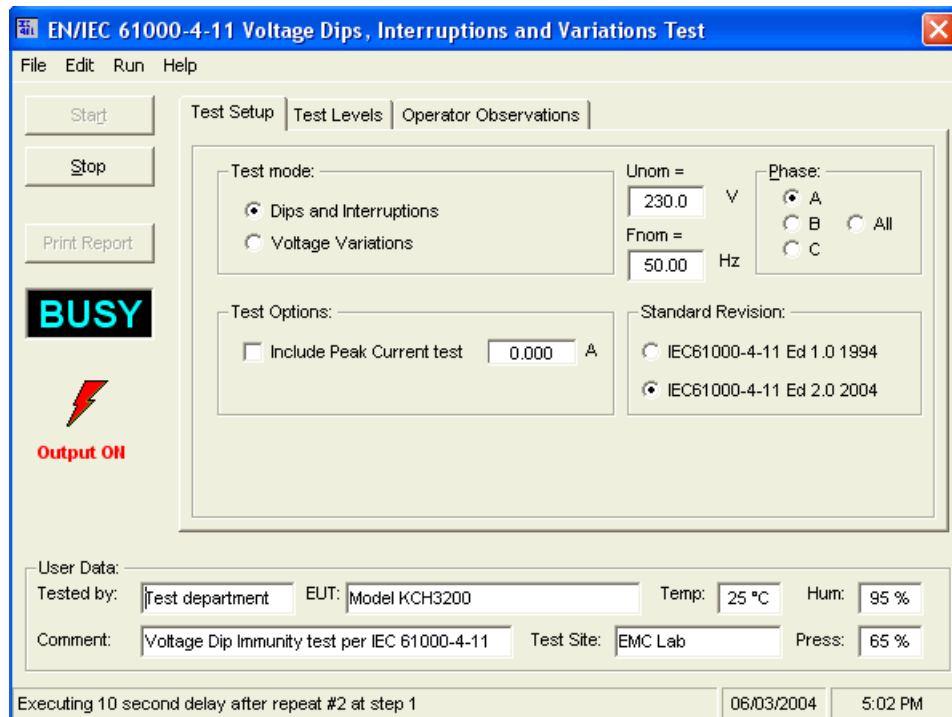 EN/IEC 61000-4-11 Voltage Dips, Interruptions and Variations Test
File Edit Run Help
Start
Stop
Print Report
BUSY
Output ON
Test Setup Test Levels Operator Observations
Test mode:
Dips and Interruptions
Voltage Variations
Unom =
230.0 V
Fnom =
50.00 Hz
Phase:
A
B All
C
Test Options:
Include Peak Current test 0.000 A
Standard Revision:
IEC61000-4-11 Ed 1.0 1994
IEC61000-4-11 Ed 2.0 2004
User Data:
Tested by: Test department EUT: Model KCH3200 Temp: 25 °C Hum: 95 %
Comment: Voltage Dip Immunity test per IEC 61000-4-11 Test Site: EMC Lab Press: 65 %
Executing 10 second delay after repeat #2 at step 1 06/03/2004 5:02 PM